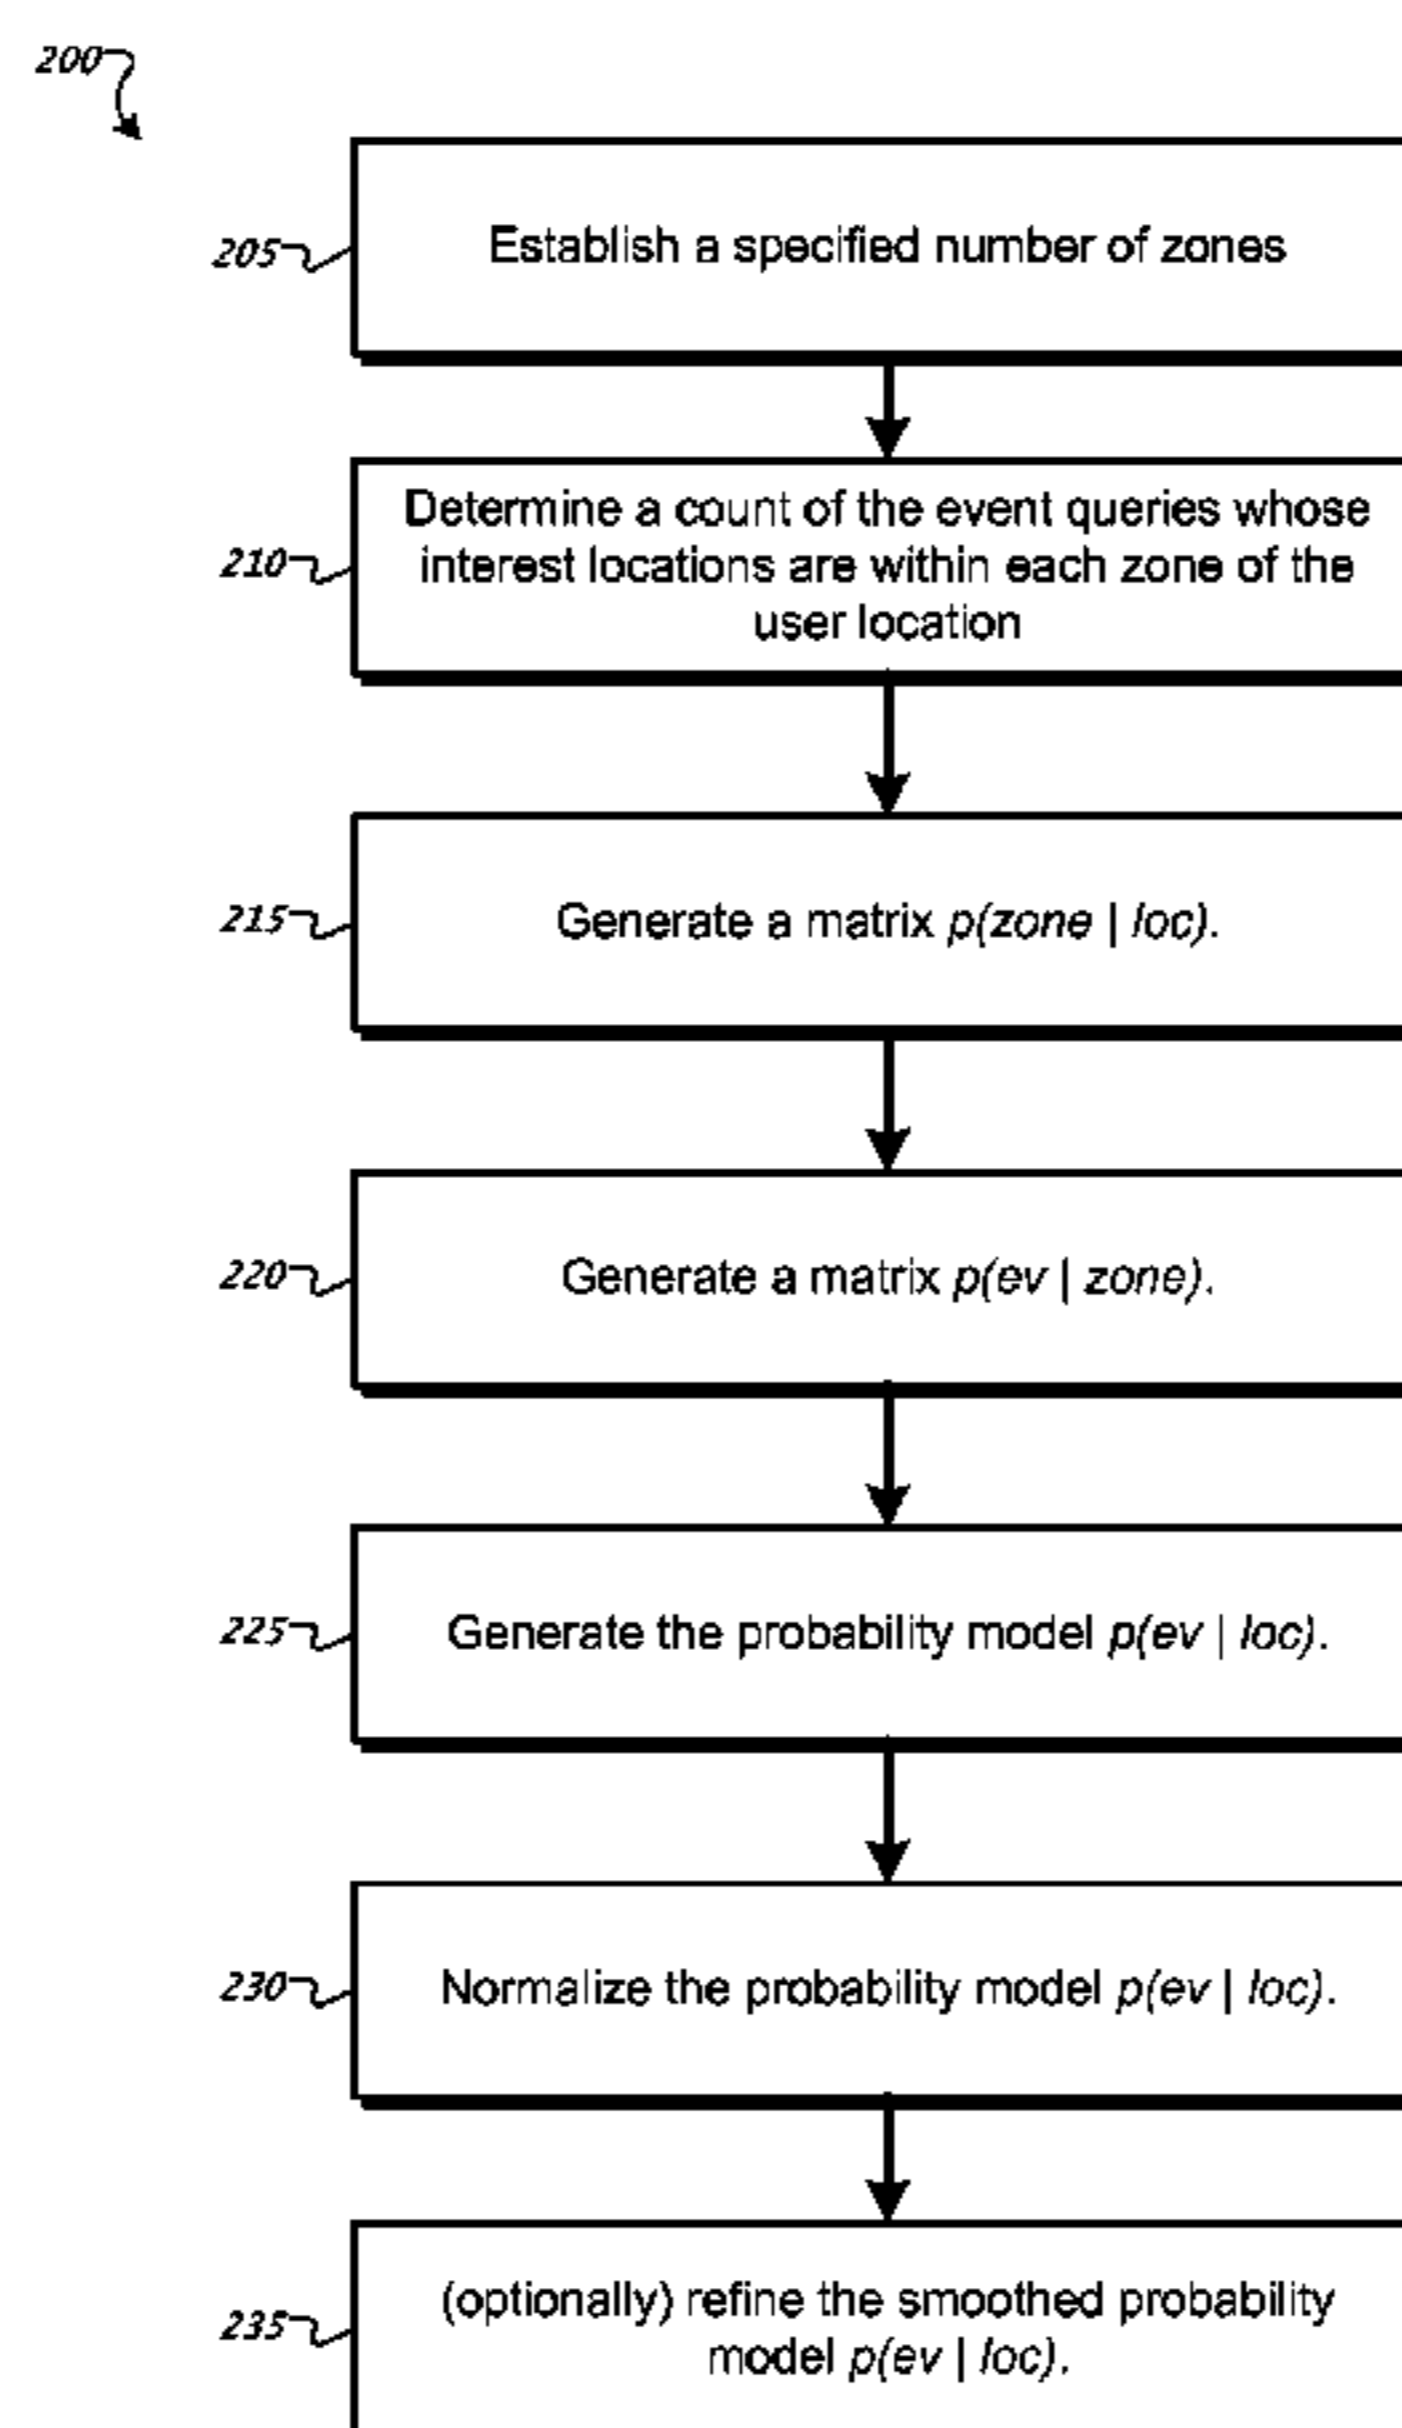 200
205
Establish a specified number of zones
210
Determine a count of the event queries whose
interest locations are within each zone of the
user location
215
Generate a matrix p(zone | loc).
220
Generate a matrix p(ev | zone).
225
Generate the probability model p(ev | loc).
230
Normalize the probability model p(ev | loc).
235
(optionally) refine the smoothed probability
model p(ev | loc).